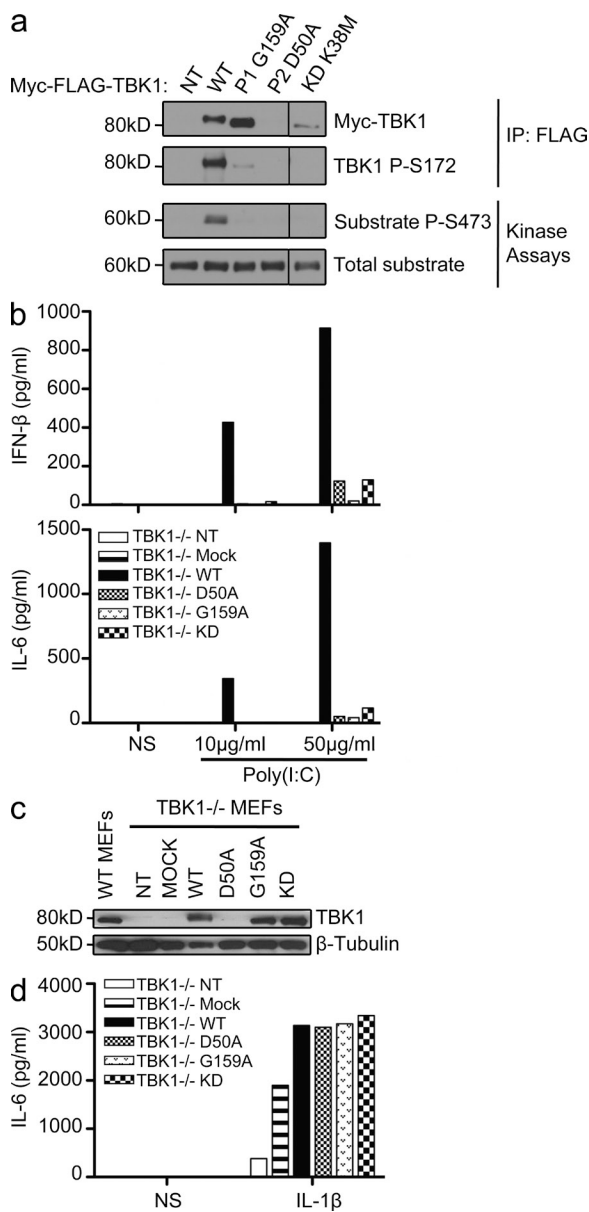 a
Myc-FLAG-TBK1: NT WT P1 G159A P2 D50A KD K38M
80kD Myc-TBK1
80kD TBK1 P-S172
IP: FLAG
60kD Substrate P-S473
60kD Total substrate
Kinase
Assays
b
IFN-β (pg/ml)
1000
800
600
400
200
0
IL-6 (pg/ml)
1500
1000
500
0
TBK1-/- NT
TBK1-/- Mock
TBK1-/- WT
TBK1-/- D50A
TBK1-/- G159A
TBK1-/- KD
NS 10µg/ml 50µg/ml
Poly(I:C)
c
TBK1-/- MEFs
WT MEFs NT MOCK WT D50A G159A KD
80kD TBK1
50kD β-Tubulin
d
IL-6 (pg/ml)
4000
3000
2000
1000
0
TBK1-/- NT
TBK1-/- Mock
TBK1-/- WT
TBK1-/- D50A
TBK1-/- G159A
TBK1-/- KD
NS IL-1β